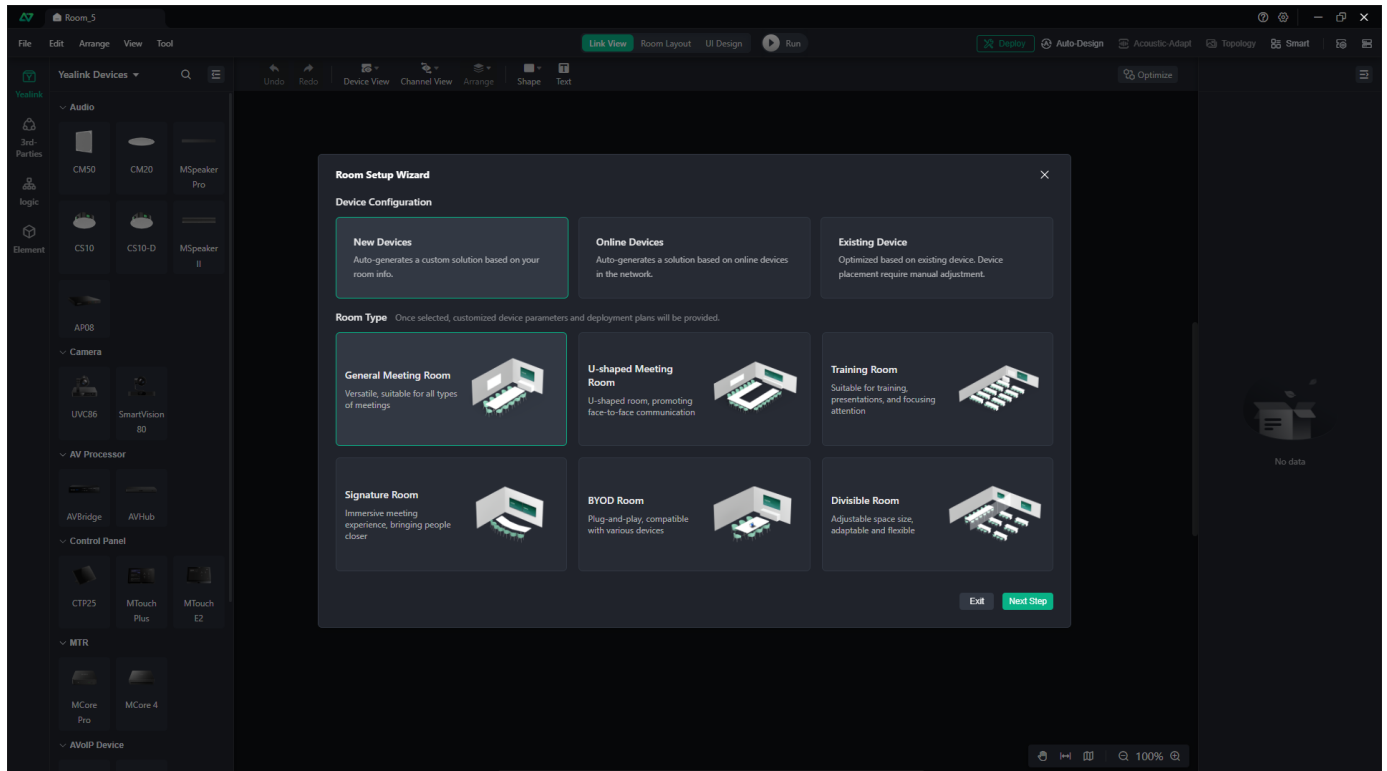 Room_5
File Edit Arrange View Tool
Link View Room Layout UI Design Run
Deploy Auto-Design Acoustic-Adapt Topology Smart
Yealink
3rd-
Parties
logic
Element
Yealink Devices
Undo Redo Device View Channel View Arrange Shape Text
Optimize
Audio
CM50 CM20 MSpeaker
Pro
CS10 CS10-D MSpeaker
II
AP08
Camera
UVC86 SmartVision
80
AV Processor
AVBridge AVHub
Control Panel
CTP25 MTouch MTouch
Plus E2
MTR
MCore MCore 4
Pro
AVoIP Device
Room Setup Wizard
Device Configuration
New Devices
Auto-generates a custom solution based on your
room info.
Online Devices
Auto-generates a solution based on online devices
in the network.
Existing Device
Optimized based on existing device. Device
placement require manual adjustment.
Room Type Once selected, customized device parameters and deployment plans will be provided.
General Meeting Room
Versatile, suitable for all types
of meetings
U-shaped Meeting
Room
U-shaped room, promoting
face-to-face communication
Training Room
Suitable for training,
presentations, and focusing
attention
Signature Room
Immersive meeting
experience, bringing people
closer
BYOD Room
Plug-and-play, compatible
with various devices
Divisible Room
Adjustable space size,
adaptable and flexible
Exit Next Step
No data
100%